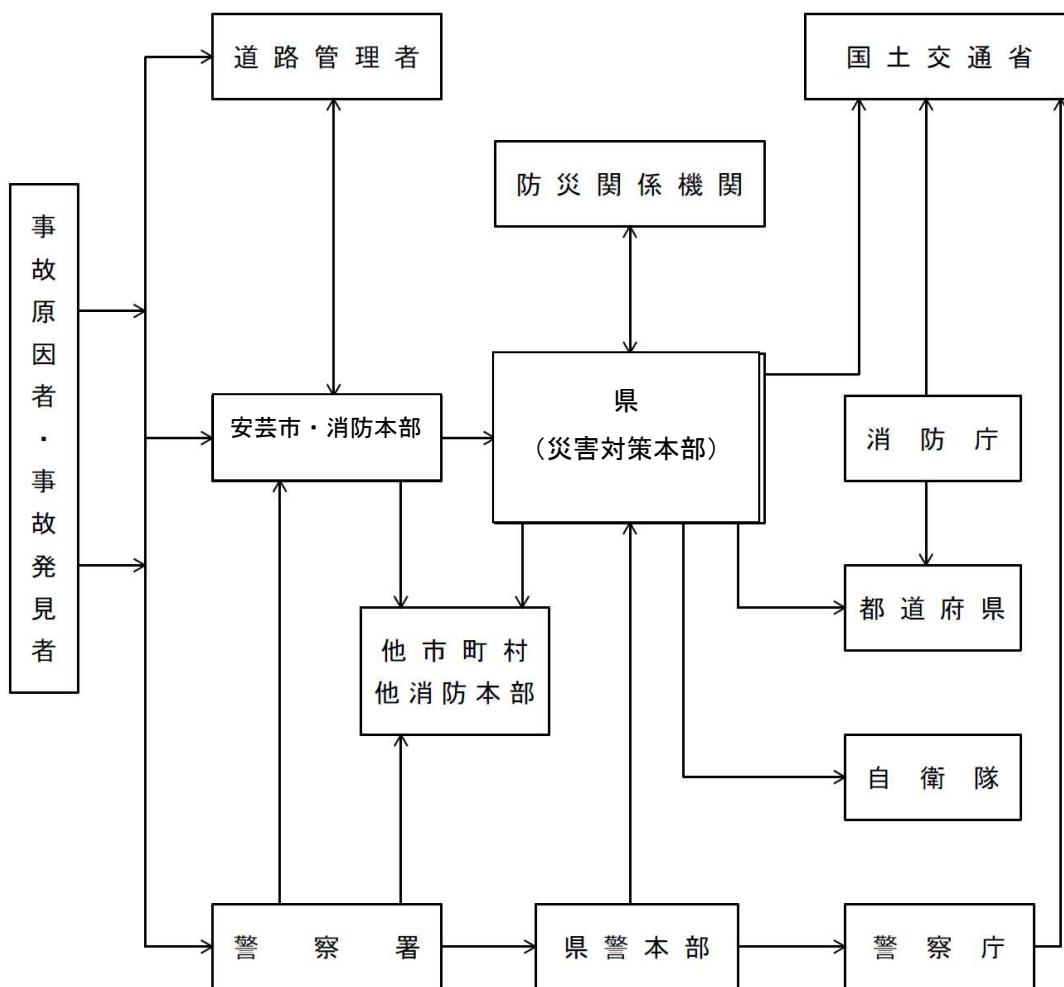 道路管理者
国土交通省
防災関係機関
事故原因者・事故発見者
県
（災害対策本部）
安芸市・消防本部
消防庁
都道府県
他市町村
他消防本部
自衛隊
警察署
県警本部
警察庁